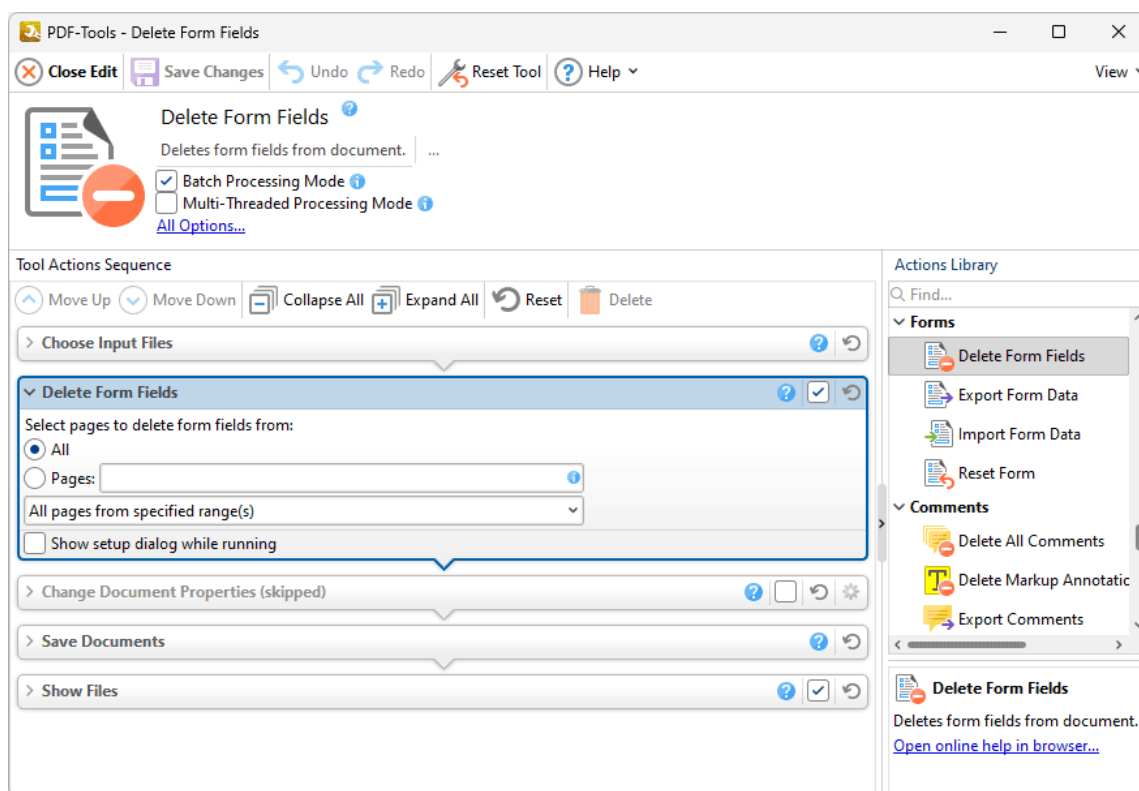 PDF-Tools - Delete Form Fields
Close Edit Save Changes Undo Redo Reset Tool Help View
Delete Form Fields
Deletes form fields from document. ...
Batch Processing Mode
Multi-Threaded Processing Mode
All Options...
Tool Actions Sequence
Move Up Move Down Collapse All Expand All Reset Delete
Choose Input Files
Delete Form Fields
Select pages to delete form fields from:
All
Pages:
All pages from specified range(s)
Show setup dialog while running
Change Document Properties (skipped)
Save Documents
Show Files
Actions Library
Find...
Forms
Delete Form Fields
Export Form Data
Import Form Data
Reset Form
Comments
Delete All Comments
Delete Markup Annotatic
Export Comments
Delete Form Fields
Deletes form fields from document.
Open online help in browser...